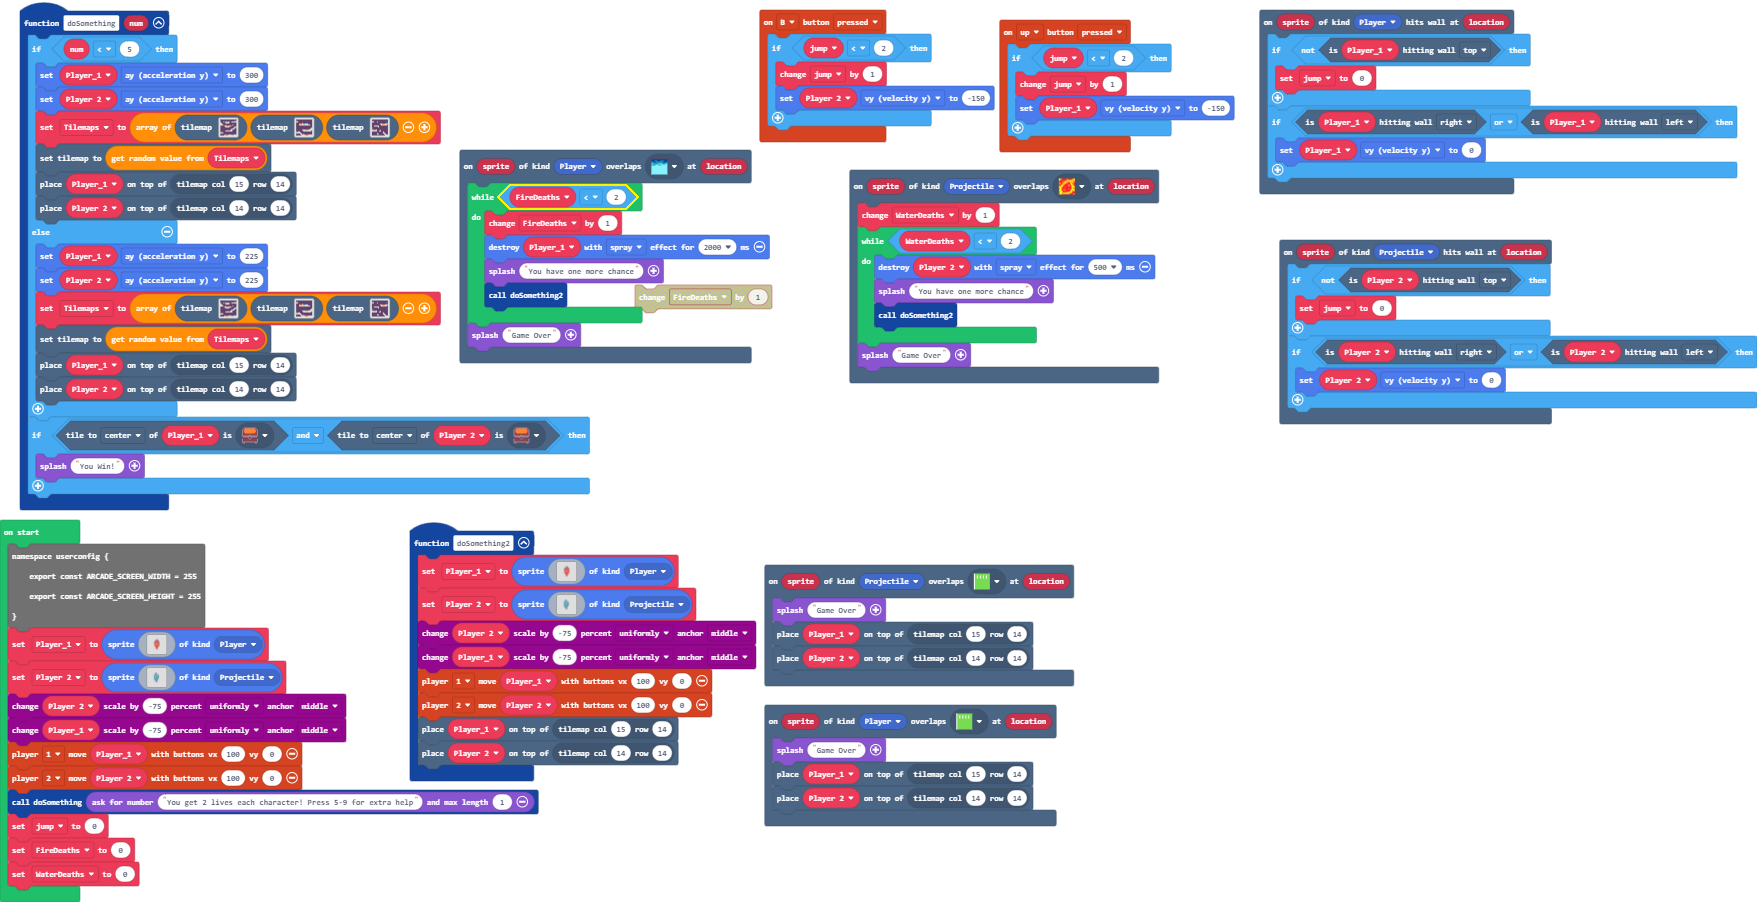 function doSomething num
if num < 5 then
set Player_1 ay (acceleration y) to 300
set Player 2 ay (acceleration y) to 300
set Tilemaps to array of tilemap tilemap tilemap
set tilemap to get random value from Tilemaps
place Player_1 on top of tilemap col 15 row 14
place Player 2 on top of tilemap col 14 row 14
else
set Player_1 ay (acceleration y) to 225
set Player 2 ay (acceleration y) to 225
set Tilemaps to array of tilemap tilemap tilemap
set tilemap to get random value from Tilemaps
place Player_1 on top of tilemap col 15 row 14
place Player 2 on top of tilemap col 14 row 14
if tile to center of Player_1 is and tile to center of Player 2 is then
splash "You Win!"
on sprite of kind Player overlaps at location
while FireDeaths < 2
do
change FireDeaths by 1
destroy Player_1 with spray effect for 2000 ms
splash "You have one more chance"
call doSomething2
change FireDeaths by 1
splash "Game Over"
on B button pressed
if jump < 2 then
change jump by 1
set Player 2 vy (velocity y) to -150
on up button pressed
if jump < 2 then
change jump by 1
set Player_1 vy (velocity y) to -150
on sprite of kind Projectile overlaps at location
change WaterDeaths by 1
while WaterDeaths < 2
do
destroy Player 2 with spray effect for 500 ms
splash "You have one more chance"
call doSomething2
splash "Game Over"
on sprite of kind Player hits wall at location
if not is Player_1 hitting wall top then
set jump to 0
if is Player_1 hitting wall right or is Player_1 hitting wall left then
set Player_1 vy (velocity y) to 0
on sprite of kind Projectile hits wall at location
if not is Player 2 hitting wall top then
set jump to 0
if is Player 2 hitting wall right or is Player 2 hitting wall left then
set Player 2 vy (velocity y) to 0
on start
namespace userconfig {
export const ARCADE_SCREEN_WIDTH = 255
export const ARCADE_SCREEN_HEIGHT = 255
}
set Player_1 to sprite of kind Player
set Player 2 to sprite of kind Projectile
change Player 2 scale by -75 percent uniformly anchor middle
change Player_1 scale by -75 percent uniformly anchor middle
player 1 move Player_1 with buttons vx 100 vy 0
player 2 move Player 2 with buttons vx 100 vy 0
call doSomething ask for number "You get 2 lives each character! Press 5-9 for extra help" and max length 1
set jump to 0
set FireDeaths to 0
set WaterDeaths to 0
function doSomething2
set Player_1 to sprite of kind Player
set Player 2 to sprite of kind Projectile
change Player 2 scale by -75 percent uniformly anchor middle
change Player_1 scale by -75 percent uniformly anchor middle
player 1 move Player_1 with buttons vx 100 vy 0
player 2 move Player 2 with buttons vx 100 vy 0
place Player_1 on top of tilemap col 15 row 14
place Player 2 on top of tilemap col 14 row 14
on sprite of kind Projectile overlaps at location
splash "Game Over"
place Player_1 on top of tilemap col 15 row 14
place Player 2 on top of tilemap col 14 row 14
on sprite of kind Player overlaps at location
splash "Game Over"
place Player_1 on top of tilemap col 15 row 14
place Player 2 on top of tilemap col 14 row 14